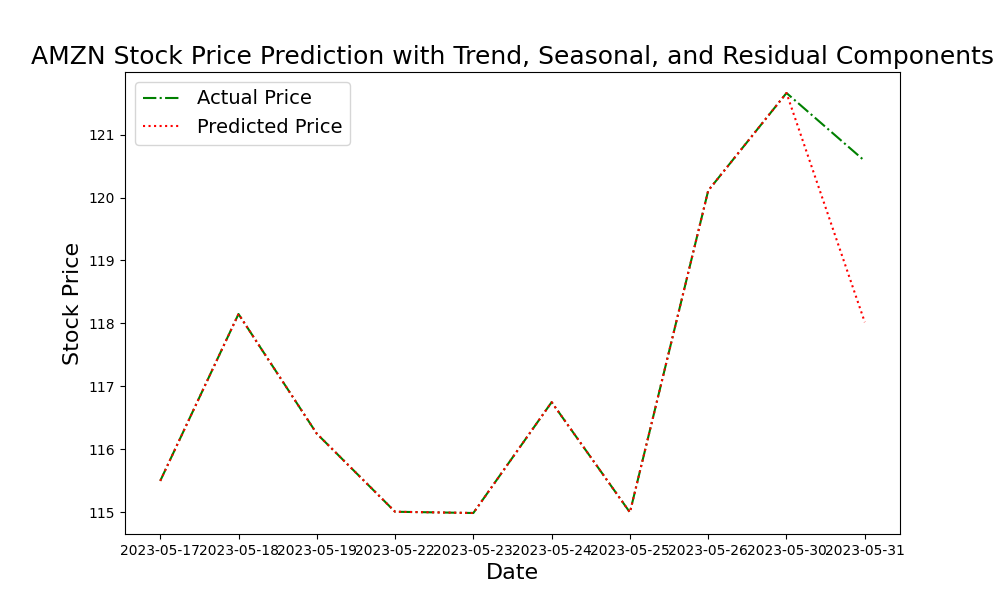 AMZN Stock Price Prediction with Trend, Seasonal, and Residual Components
Actual Price
Predicted Price
121
120
119
118
117
116
115
Stock Price
2023-05-17 2023-05-18 2023-05-19 2023-05-22 2023-05-23 2023-05-24 2023-05-25 2023-05-26 2023-05-30 2023-05-31
Date